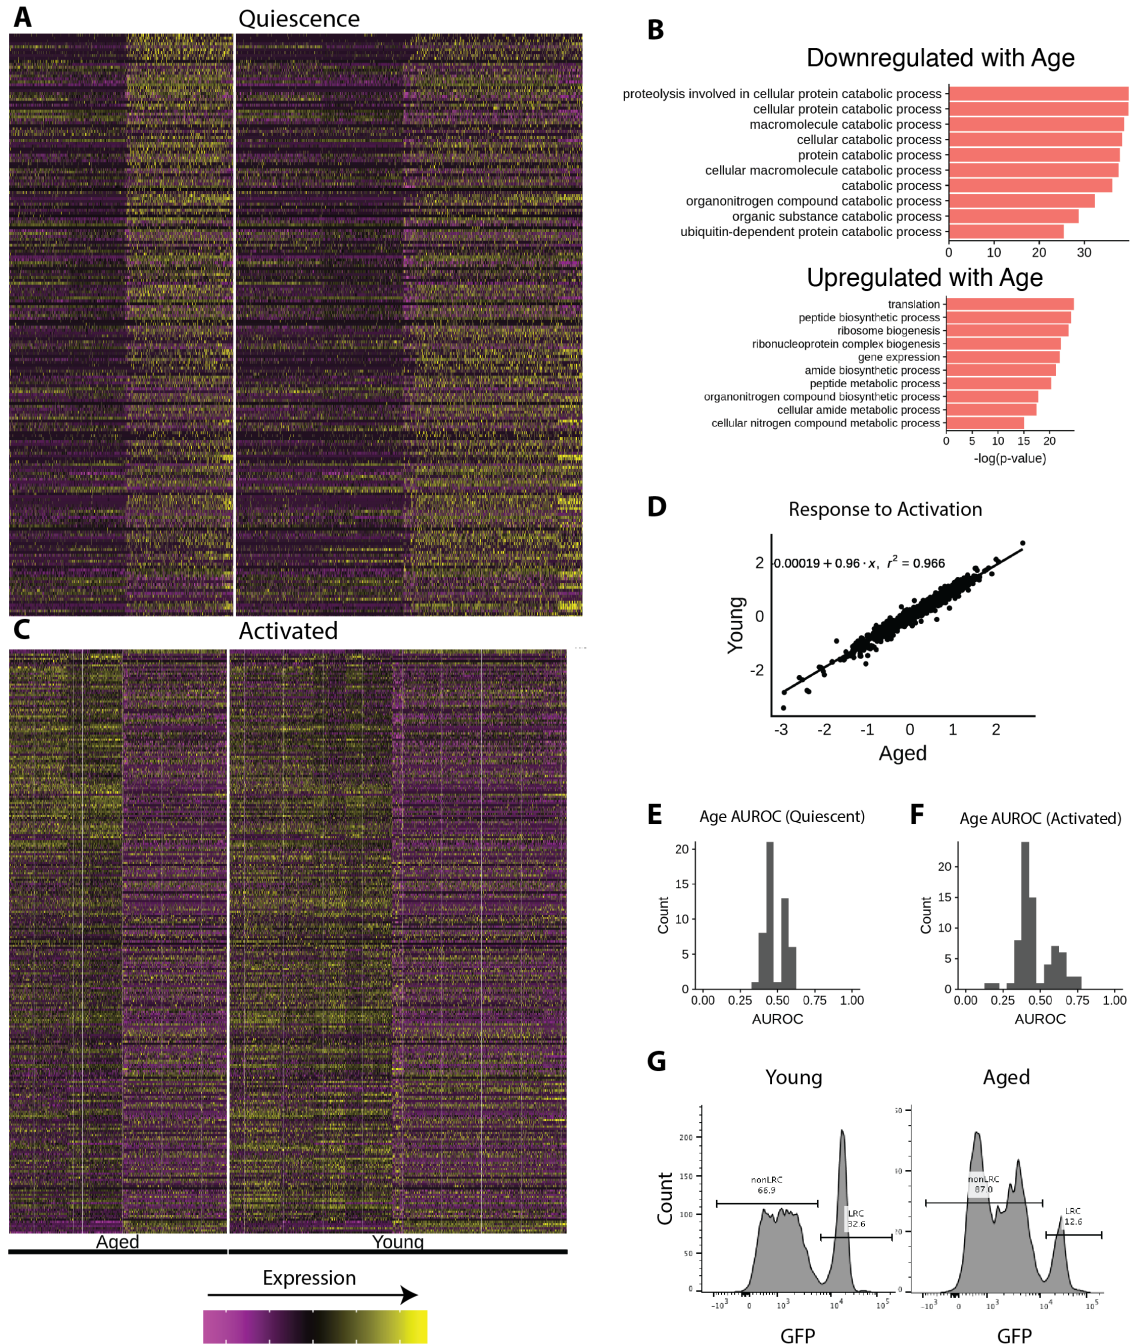 A
Quiescence
B
Downregulated with Age
proteolysis involved in cellular protein catabolic process
cellular protein catabolic process
macromolecule catabolic process
cellular catabolic process
protein catabolic process
cellular macromolecule catabolic process
catabolic process
organonitrogen compound catabolic process
organic substance catabolic process
ubiquitin-dependent protein catabolic process
0 10 20 30
Upregulated with Age
translation
peptide biosynthetic process
ribosome biogenesis
ribonucleoprotein complex biogenesis
gene expression
amide biosynthetic process
peptide metabolic process
organonitrogen compound biosynthetic process
cellular amide metabolic process
cellular nitrogen compound metabolic process
0 5 10 15 20
-log(p-value)
C
Activated
Aged Young
Expression
D
Response to Activation
-0.00019 + 0.96 · x, r² = 0.966
Young
2
0
-2
-3 -2 -1 0 1 2
Aged
E
Age AUROC (Quiescent)
Count
20
15
10
5
0
0.00 0.25 0.50 0.75 1.00
AUROC
F
Age AUROC (Activated)
Count
20
15
10
5
0
0.00 0.25 0.50 0.75 1.00
AUROC
G
Young
Count
200
150
100
50
0
nonLRC
66.9
LRC
32.6
-10³ 0 10³ 10⁴ 10⁵
GFP
Aged
20
0
nonLRC
87.0
LRC
12.6
-10³ 0 10³ 10⁴ 10⁵
GFP